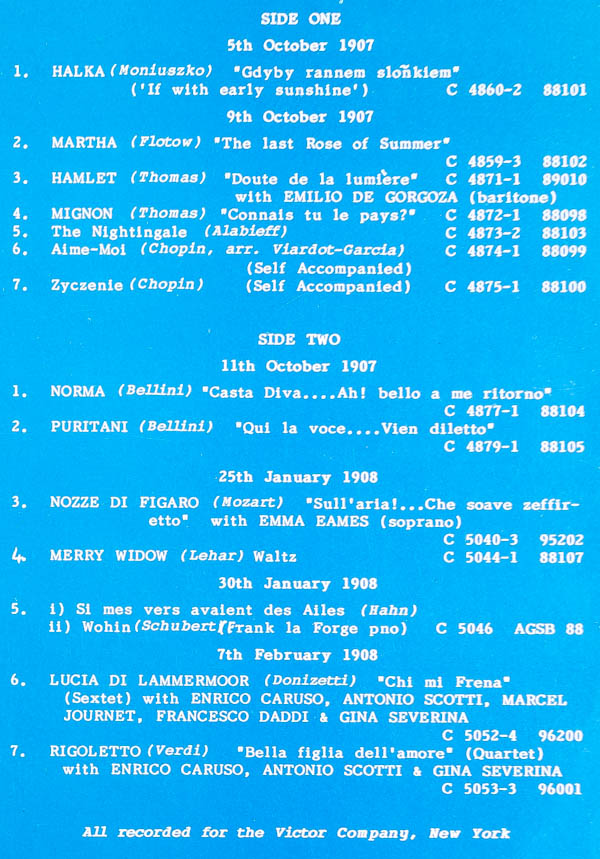 SIDE ONE
5th October 1907
1. HALKA (Moniuszko) "Gdyby rannem slońkiem"
('If with early sunshine') C 4860-2 88101
9th October 1907
2. MARTHA (Flotow) "The last Rose of Summer"
C 4859-3 88102
3. HAMLET (Thomas) "Doute de la lumière" C 4871-1 89010
with EMILIO DE GORGOZA (baritone)
4. MIGNON (Thomas) "Connais tu le pays?" C 4872-1 88098
5. The Nightingale (Alabieff) C 4873-2 88103
6. Aime-Moi (Chopin, arr. Viardot-Garcia) C 4874-1 88099
(Self Accompanied)
7. Zyczenie (Chopin) (Self Accompanied) C 4875-1 88100
SIDE TWO
11th October 1907
1. NORMA (Bellini) "Casta Diva....Ah! bello a me ritorno"
C 4877-1 88104
2. PURITANI (Bellini) "Qui la voce....Vien diletto"
C 4879-1 88105
25th January 1908
3. NOZZE DI FIGARO (Mozart) "Sull'aria!...Che soave zeffir-
etto" with EMMA EAMES (soprano)
C 5040-3 95202
4. MERRY WIDOW (Lehar) Waltz C 5044-1 88107
30th January 1908
5. i) Si mes vers avaient des Ailes (Hahn)
ii) Wohin (Schubert)(Frank la Forge pno) C 5046 AGSB 88
7th February 1908
6. LUCIA DI LAMMERMOOR (Donizetti) "Chi mi Frena"
(Sextet) with ENRICO CARUSO, ANTONIO SCOTTI, MARCEL
JOURNET, FRANCESCO DADDI & GINA SEVERINA
C 5052-4 96200
7. RIGOLETTO (Verdi) "Bella figlia dell'amore" (Quartet)
with ENRICO CARUSO, ANTONIO SCOTTI & GINA SEVERINA
C 5053-3 96001
All recorded for the Victor Company, New York